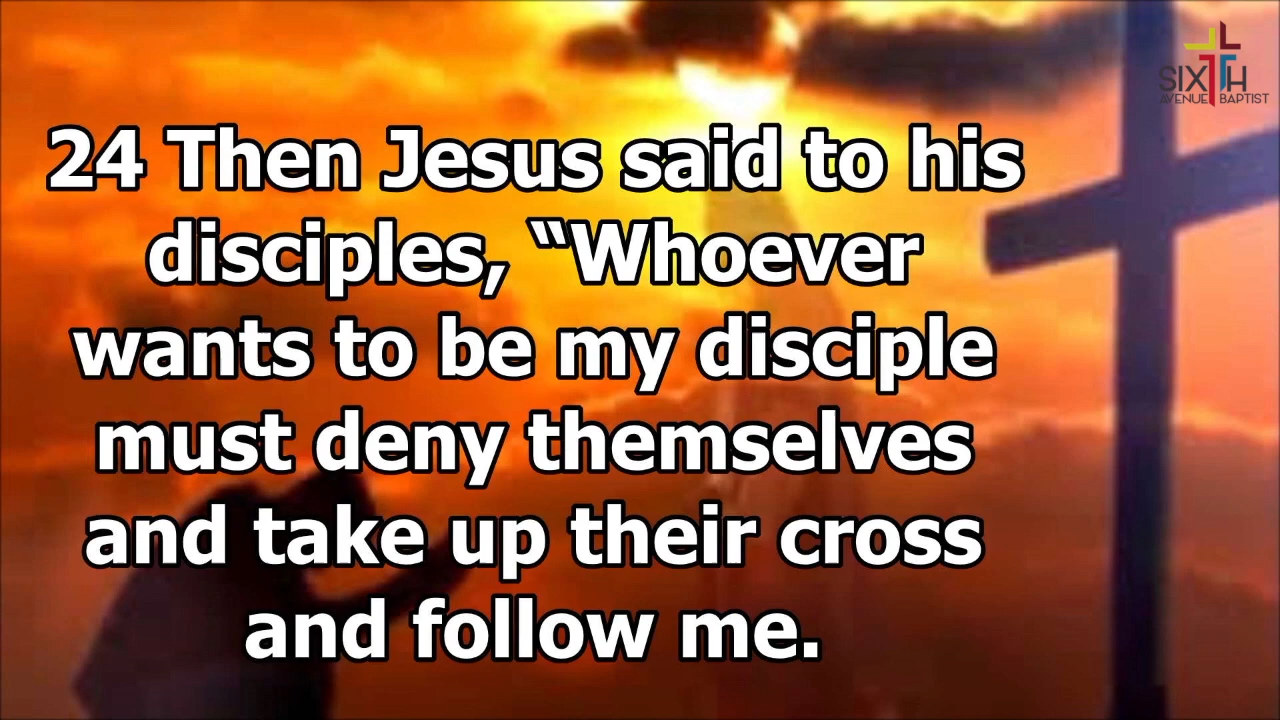 SIXTH
AVENUE BAPTIST
24 Then Jesus said to his
disciples, “Whoever
wants to be my disciple
must deny themselves
and take up their cross
and follow me.